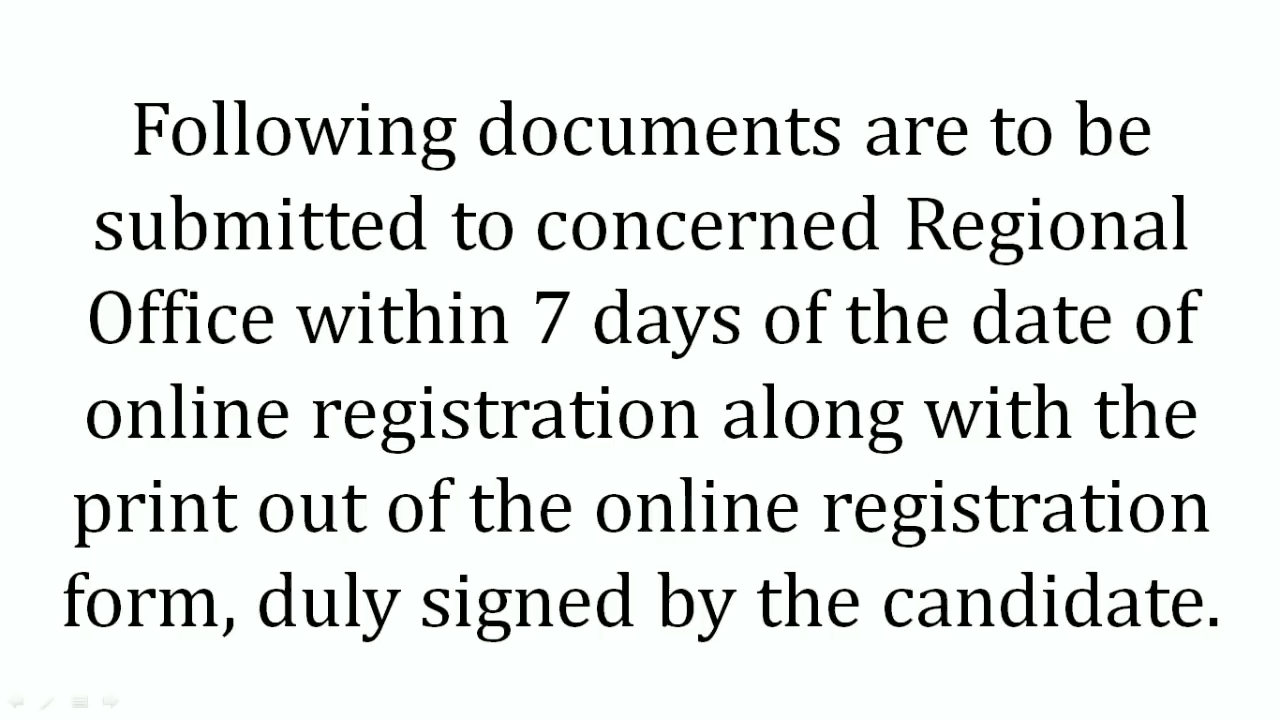 Following documents are to be
submitted to concerned Regional
Office within 7 days of the date of
online registration along with the
print out of the online registration
form, duly signed by the candidate.